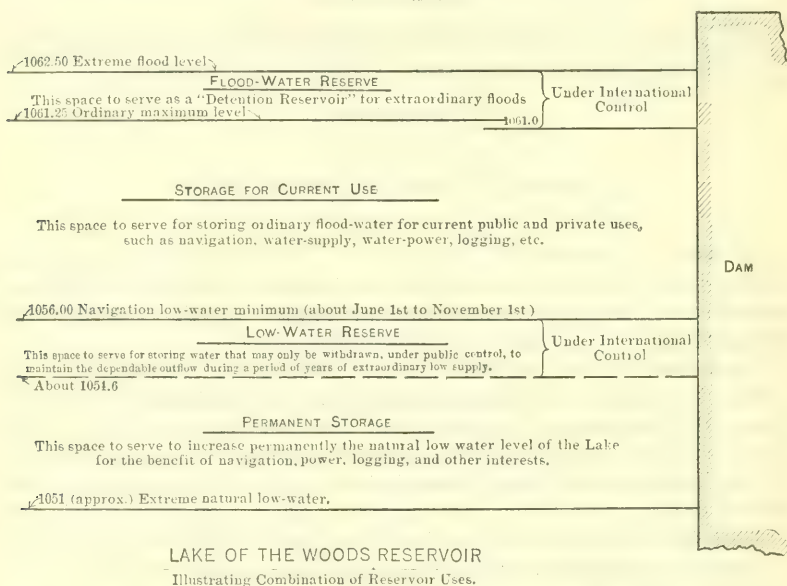 1062.50 Extreme flood level
FLOOD-WATER RESERVE
This space to serve as a "Detention Reservoir" for extraordinary floods
Under International
Control
1061.25 Ordinary maximum level
1061.0
STORAGE FOR CURRENT USE
This space to serve for storing ordinary flood-water for current public and private uses,
such as navigation, water-supply, water-power, logging, etc.
DAM
1056.00 Navigation low-water minimum (about June 1st to November 1st)
LOW-WATER RESERVE
This space to serve for storing water that may only be withdrawn, under public control, to
maintain the dependable outflow during a period of years of extraordinary low supply.
Under International
Control
About 1054.6
PERMANENT STORAGE
This space to serve to increase permanently the natural low water level of the Lake
for the benefit of navigation, power, logging, and other interests.
1051 (approx.) Extreme natural low-water.
LAKE OF THE WOODS RESERVOIR
Illustrating Combination of Reservoir Uses.